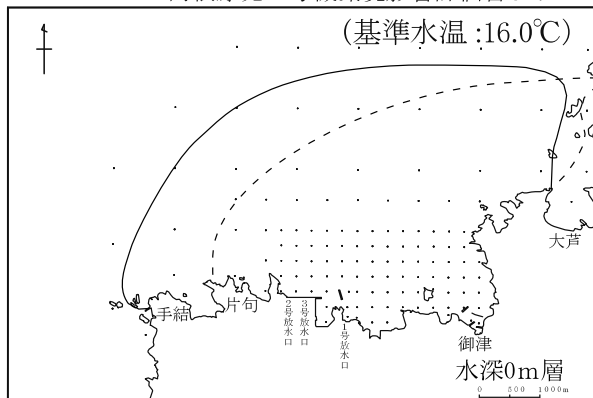 (基準水温:16.0℃)
大芦
手結
片句
2号放水口
3号放水口
1号放水口
御津
水深0m層
0 500 1000m